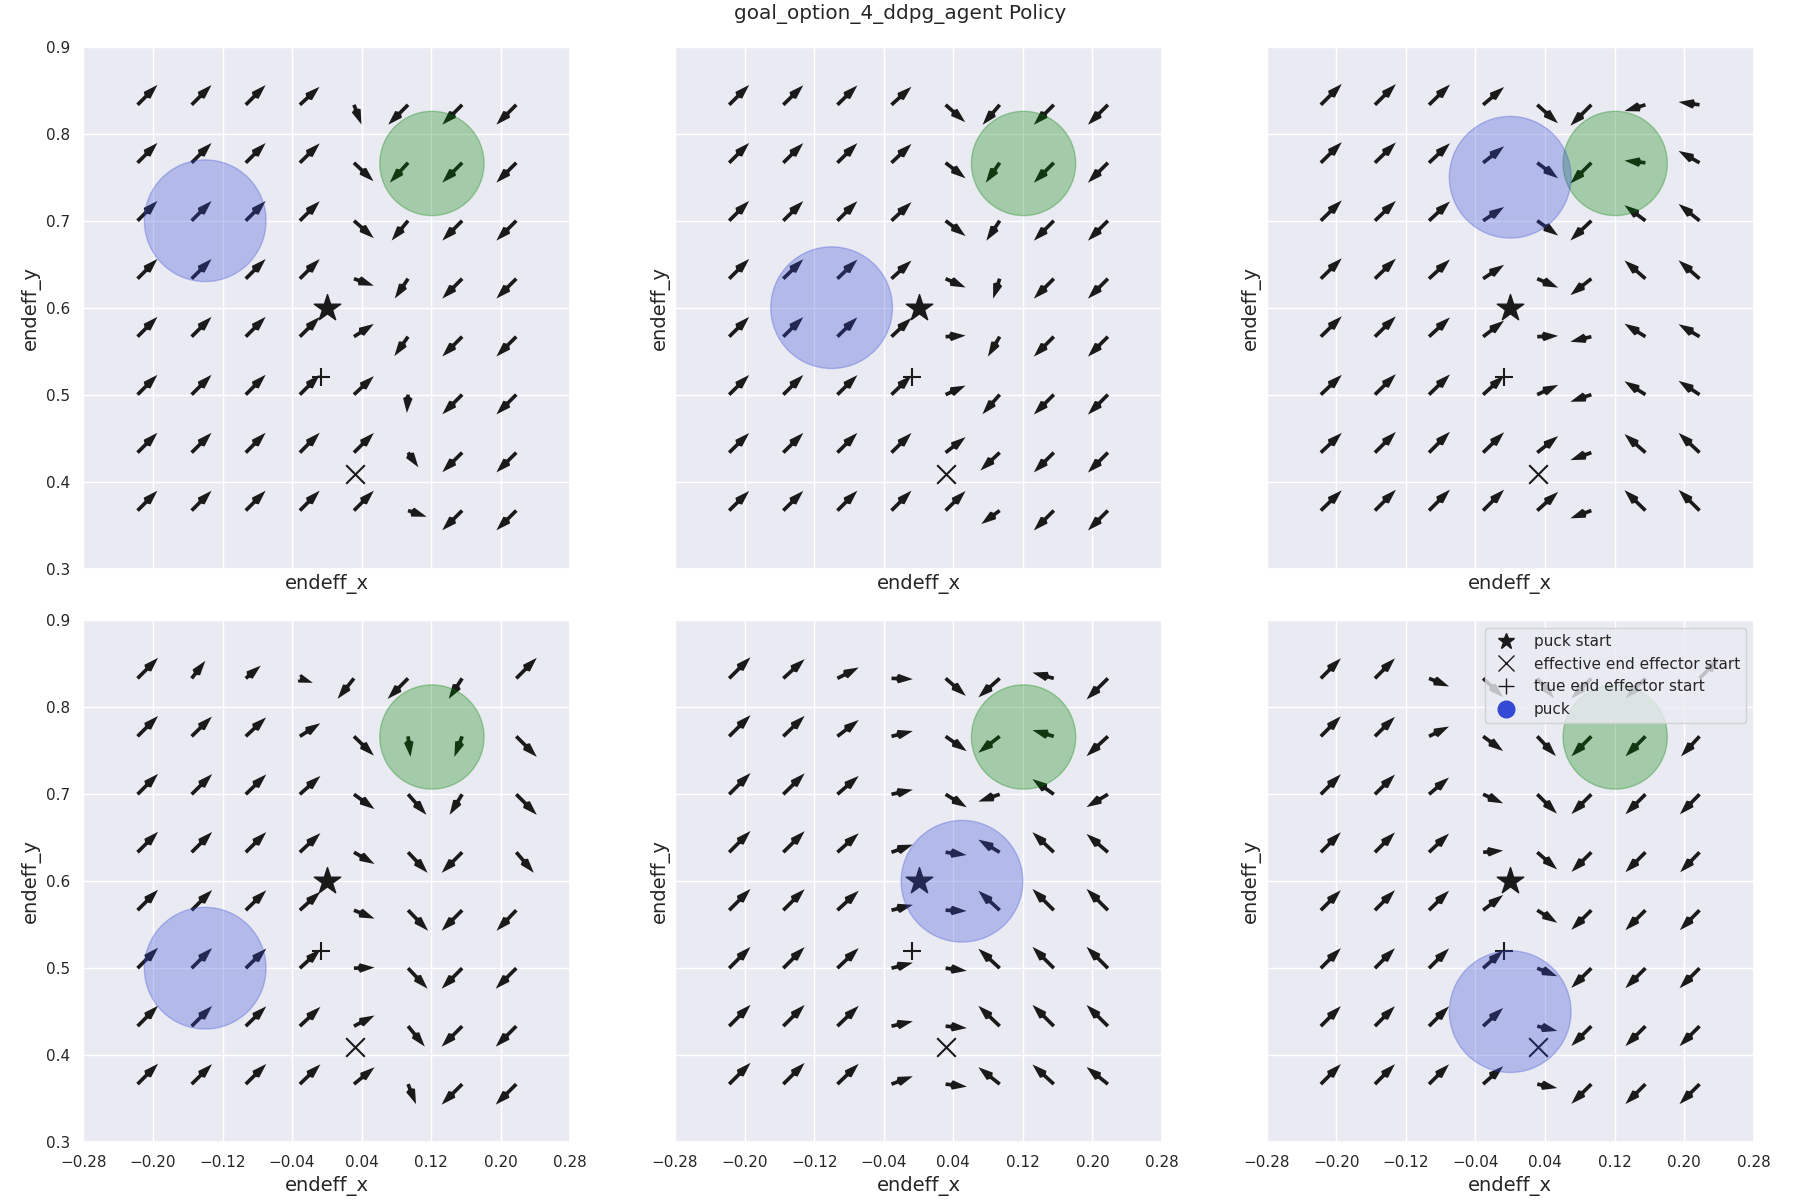 goal_option_4_ddpg_agent Policy
0.9
0.8
0.7
0.6
0.5
0.4
0.3
endeff_y
endeff_y
endeff_y
endeff_x
endeff_x
endeff_x
0.9
0.8
0.7
0.6
0.5
0.4
0.3
endeff_y
endeff_y
endeff_y
puck start
effective end effector start
true end effector start
puck
−0.28 −0.20 −0.12 −0.04 0.04 0.12 0.20 0.28
−0.28 −0.20 −0.12 −0.04 0.04 0.12 0.20 0.28
−0.28 −0.20 −0.12 −0.04 0.04 0.12 0.20 0.28
endeff_x
endeff_x
endeff_x